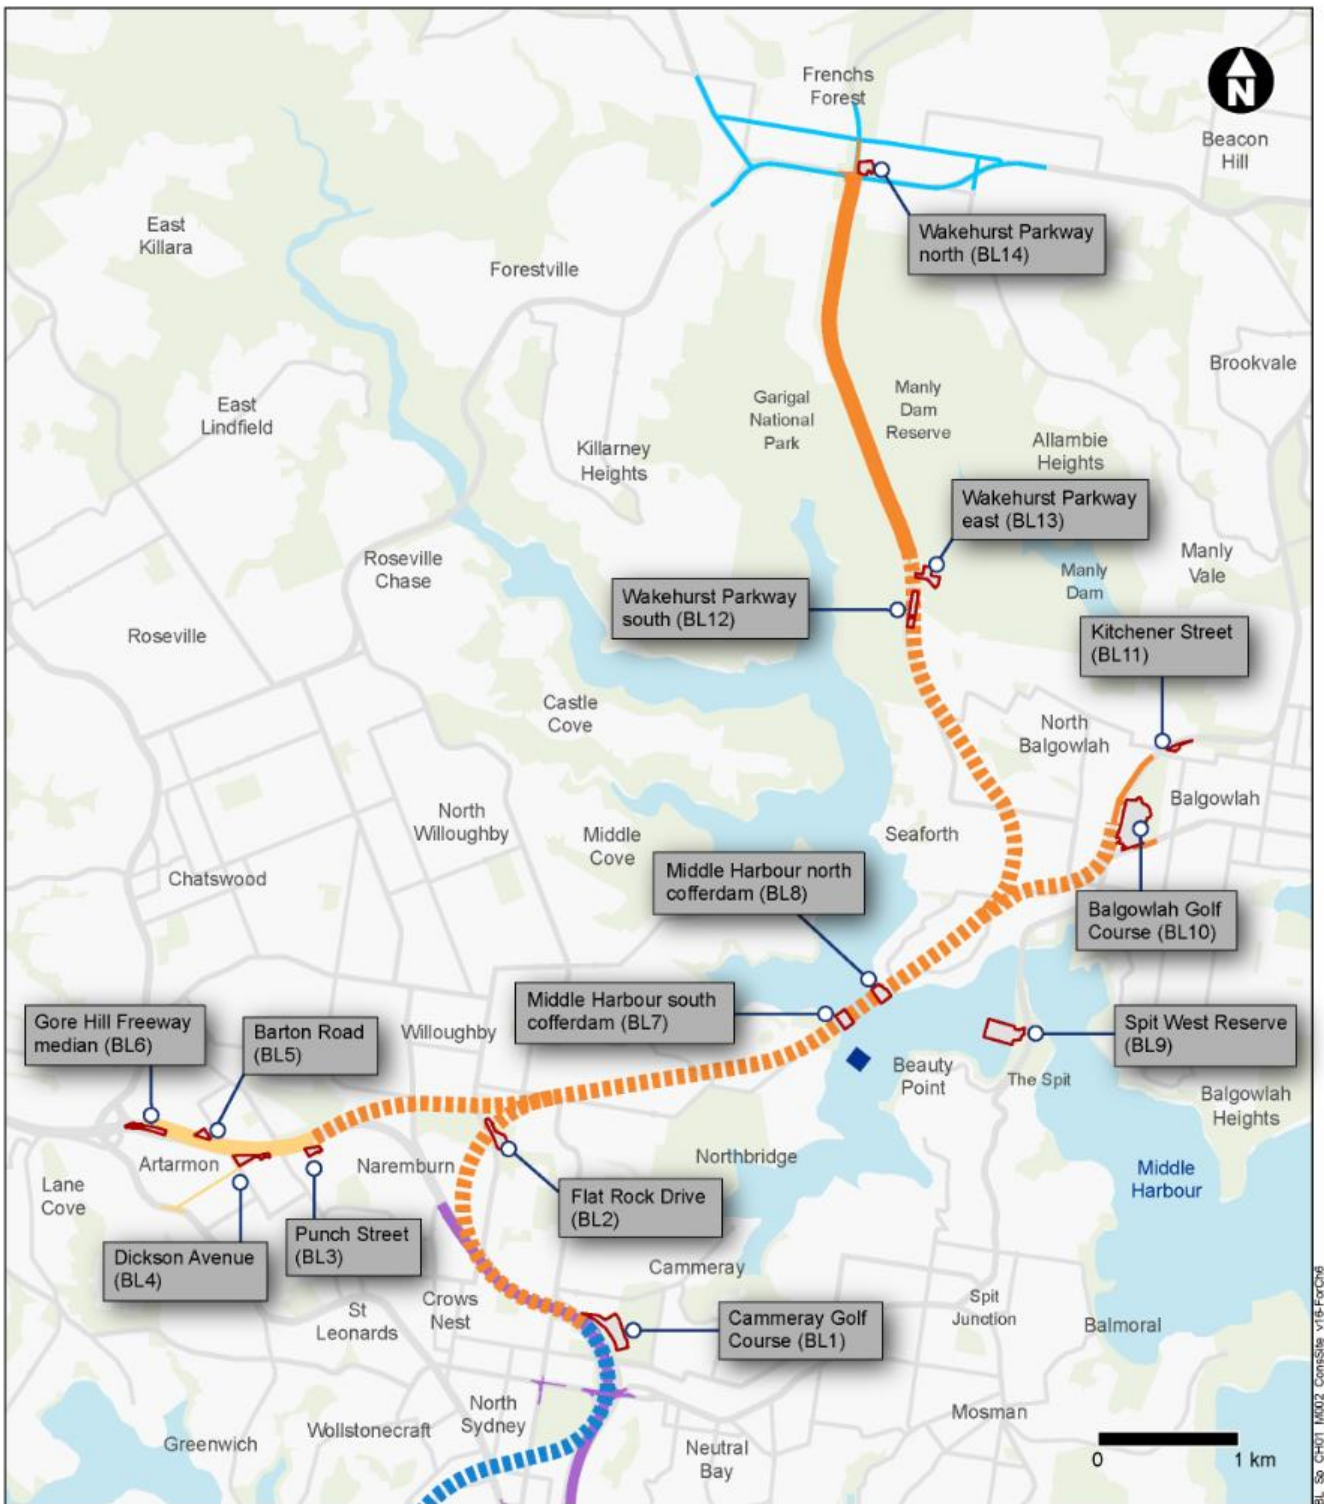 Frenchs
Forest
N
Beacon
Hill
East
Killara
Wakehurst Parkway
north (BL14)
Forestville
Brookvale
Garigal
National
Park
Manly
Dam
Reserve
East
Lindfield
Killarney
Heights
Allambie
Heights
Wakehurst Parkway
east (BL13)
Roseville
Chase
Manly
Vale
Manly
Dam
Wakehurst Parkway
south (BL12)
Roseville
Kitchener Street
(BL11)
Castle
Cove
North
Balgowlah
Balgowlah
North
Willoughby
Middle
Cove
Seaforth
Chatswood
Middle Harbour north
cofferdam (BL8)
Balgowlah Golf
Course (BL10)
Middle Harbour south
cofferdam (BL7)
Gore Hill Freeway
median (BL6)
Barton Road
(BL5)
Willoughby
Spit West Reserve
(BL9)
Beauty
Point
The Spit
Balgowlah
Heights
Artarmon
Naremburn
Northbridge
Middle
Harbour
Lane
Cove
Flat Rock Drive
(BL2)
Punch Street
(BL3)
Dickson Avenue
(BL4)
Cammeray
St
Leonards
Crows
Nest
Spit
Junction
Balmoral
Cammeray Golf
Course (BL1)
North
Sydney
Mosman
Wollstonecraft
Greenwich
Neutral
Bay
0 1 km
BL_Sp_CH01_M002_ConsSite_v16-ForCh6